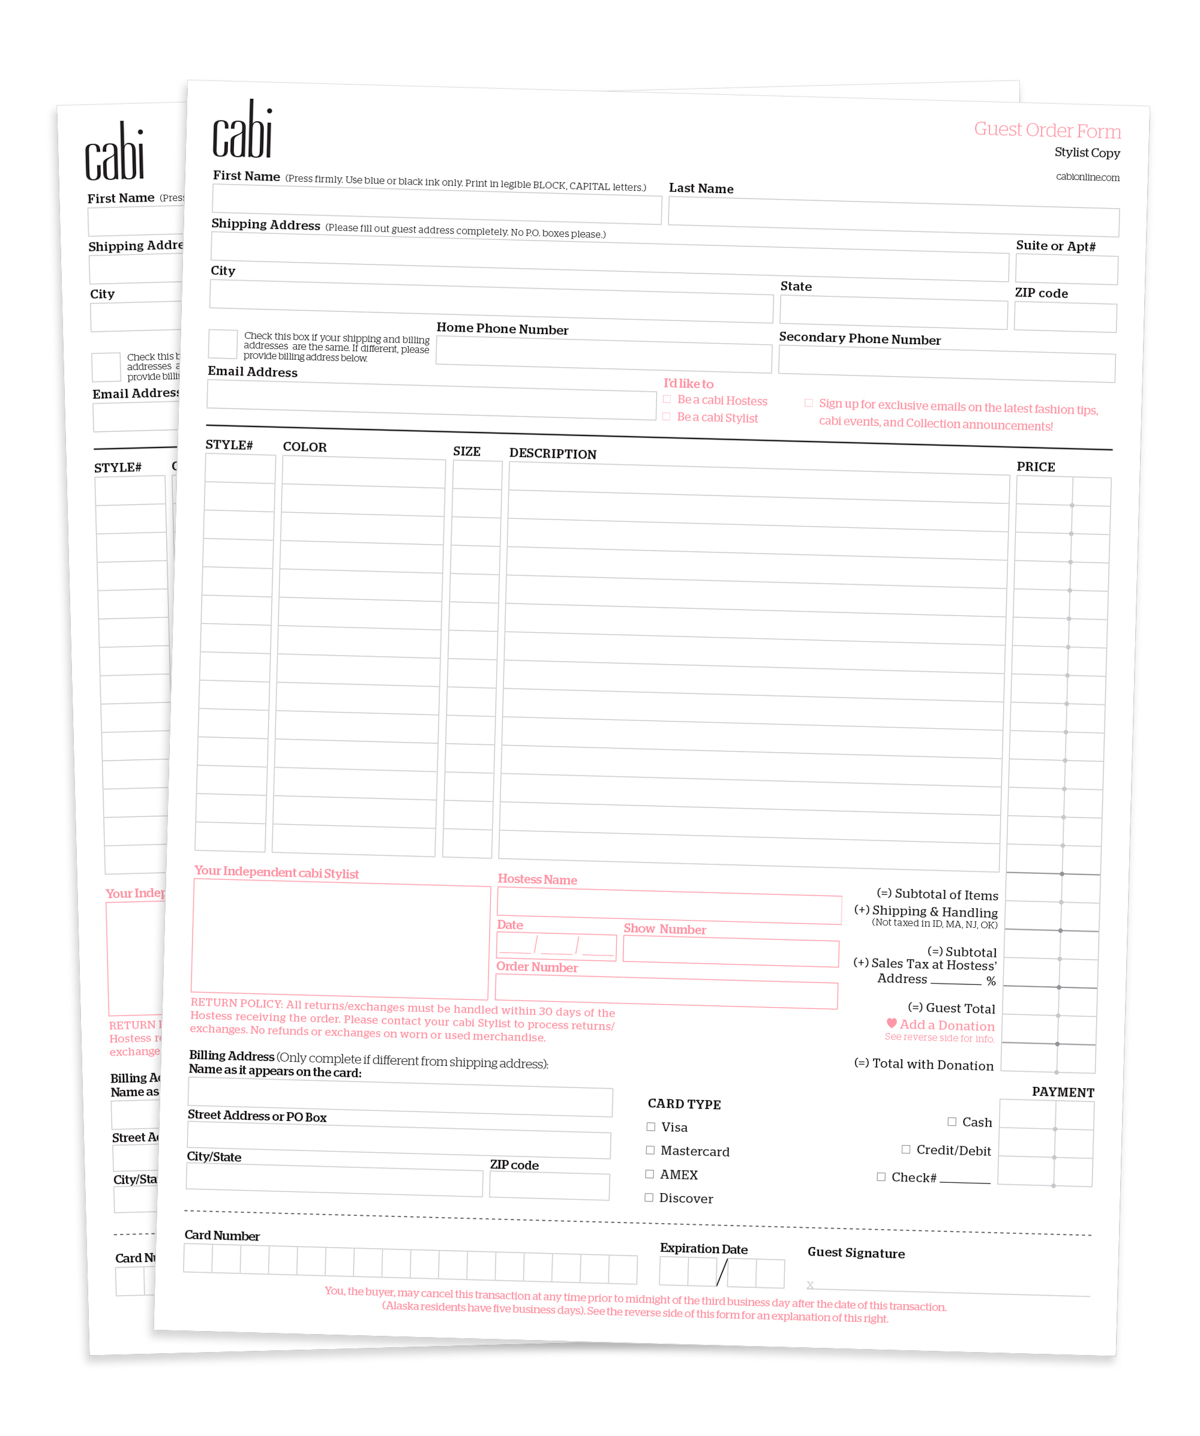 cabi
Guest Order Form
Stylist Copy
cabionline.com
First Name (Press firmly. Use blue or black ink only. Print in legible BLOCK, CAPITAL letters.)
Last Name
Shipping Address (Please fill out guest address completely. No P.O. boxes please.)
Suite or Apt#
City
State
ZIP code
Check this box if your shipping and billing
addresses are the same. If different, please
provide billing address below.
Home Phone Number
Secondary Phone Number
Email Address
I'd like to
Be a cabi Hostess
Be a cabi Stylist
Sign up for exclusive emails on the latest fashion tips,
cabi events, and Collection announcements!
STYLE# COLOR SIZE DESCRIPTION PRICE
Your Independent cabi Stylist
Hostess Name
Date
Show Number
Order Number
(=) Subtotal of Items
(+) Shipping & Handling
(Not taxed in ID, MA, NJ, OK)
(=) Subtotal
(+) Sales Tax at Hostess'
Address ________ %
(=) Guest Total
Add a Donation
See reverse side for info.
(=) Total with Donation
RETURN POLICY: All returns/exchanges must be handled within 30 days of the
Hostess receiving the order. Please contact your cabi Stylist to process returns/
exchanges. No refunds or exchanges on worn or used merchandise.
Billing Address (Only complete if different from shipping address):
Name as it appears on the card:
Street Address or PO Box
City/State
ZIP code
CARD TYPE
Visa
Mastercard
AMEX
Discover
PAYMENT
Cash
Credit/Debit
Check# ________
Card Number
Expiration Date
Guest Signature
x
You, the buyer, may cancel this transaction at any time prior to midnight of the third business day after the date of this transaction.
(Alaska residents have five business days). See the reverse side of this form for an explanation of this right.
cabi
First Name (Press
Shipping Addre
City
Check this b
addresses a
provide billi
Email Address
STYLE# C
Your Indep
RETURN P
Hostess re
exchange
Billing Ad
Name as
Street Ad
City/Sta
Card Nu